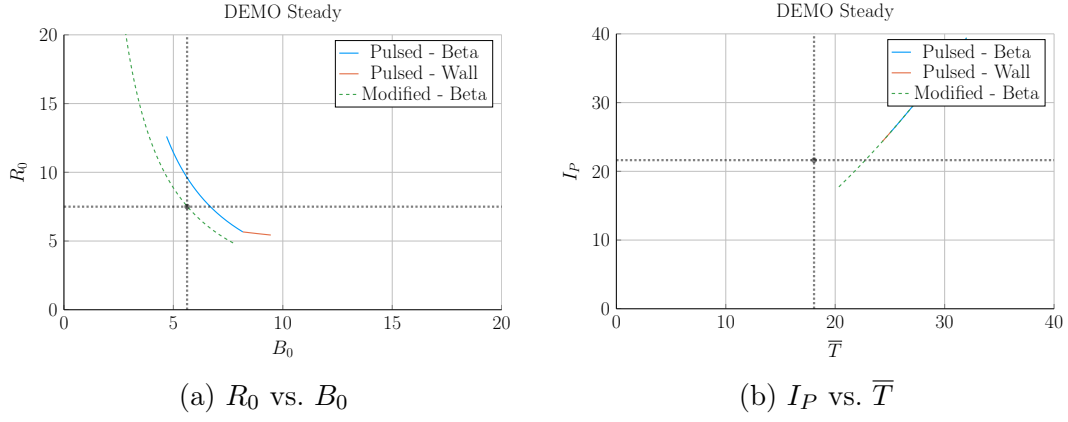 DEMO Steady
20
15
10
5
0
R₀
0 5 10 15 20
B₀
Pulsed - Beta
Pulsed - Wall
Modified - Beta
(a) R₀ vs. B₀
DEMO Steady
40
30
20
10
0
I_P
0 10 20 30 40
T̅
Pulsed - Beta
Pulsed - Wall
Modified - Beta
(b) I_P vs. T̅